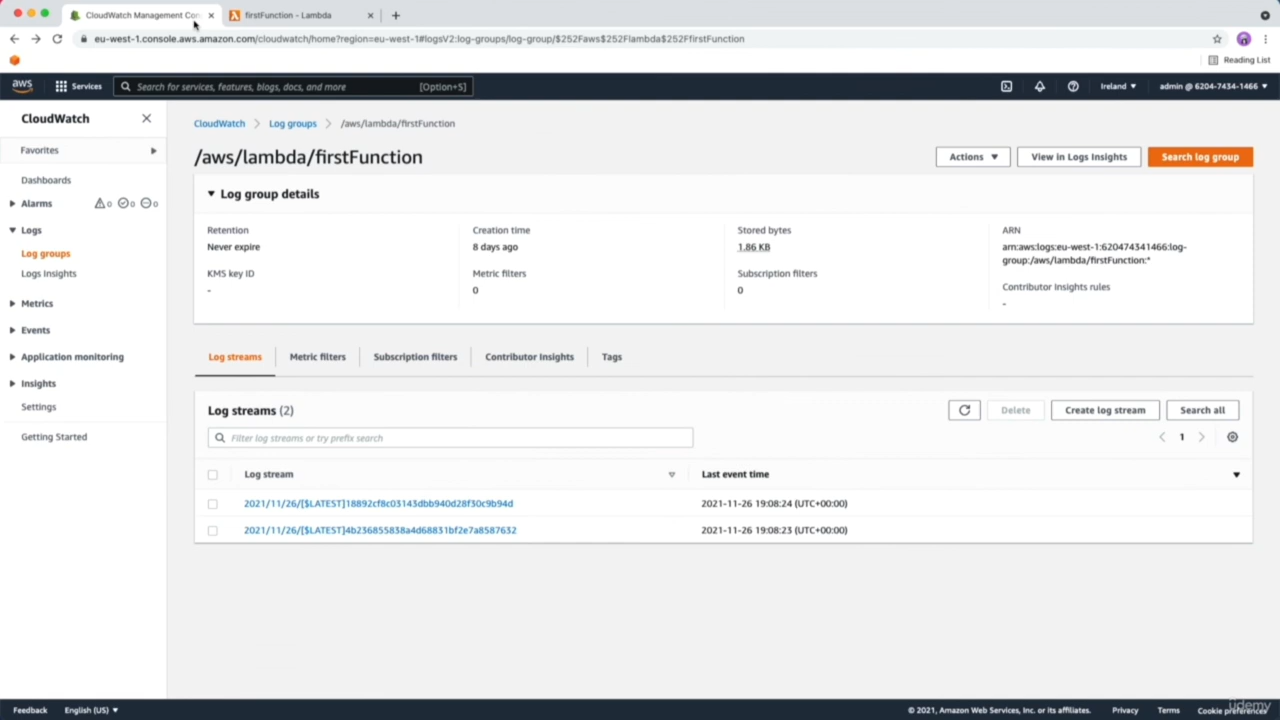 CloudWatch Management Con
firstFunction - Lambda
eu-west-1.console.aws.amazon.com/cloudwatch/home?region=eu-west-1#logsV2:log-groups/log-group/$252Faws$252Flambda$252FfirstFunction
Reading List
aws
Services
Search for services, features, blogs, docs, and more
[Option+S]
Ireland ▼
admin @ 6204-7434-1466 ▼
CloudWatch
Favorites
Dashboards
Alarms
0
0
0
Logs
Log groups
Logs Insights
Metrics
Events
Application monitoring
Insights
Settings
Getting Started
CloudWatch > Log groups > /aws/lambda/firstFunction
/aws/lambda/firstFunction
Actions ▼
View in Logs Insights
Search log group
Log group details
Retention
Never expire
KMS key ID
-
Creation time
8 days ago
Metric filters
0
Stored bytes
1.86 KB
Subscription filters
0
ARN
arn:aws:logs:eu-west-1:620474341466:log-
group:/aws/lambda/firstFunction:*
Contributor Insights rules
-
Log streams
Metric filters
Subscription filters
Contributor Insights
Tags
Log streams (2)
Delete
Create log stream
Search all
Filter log streams or try prefix search
1
Log stream
Last event time
2021/11/26/[$LATEST]18892cf8c03143dbb940d28f30c9b94d
2021-11-26 19:08:24 (UTC+00:00)
2021/11/26/[$LATEST]4b236855838a4d68831bf2e7a8587632
2021-11-26 19:08:23 (UTC+00:00)
Feedback
English (US) ▼
© 2021, Amazon Web Services, Inc. or its affiliates.
Privacy
Terms
Cookie preferences
udemy